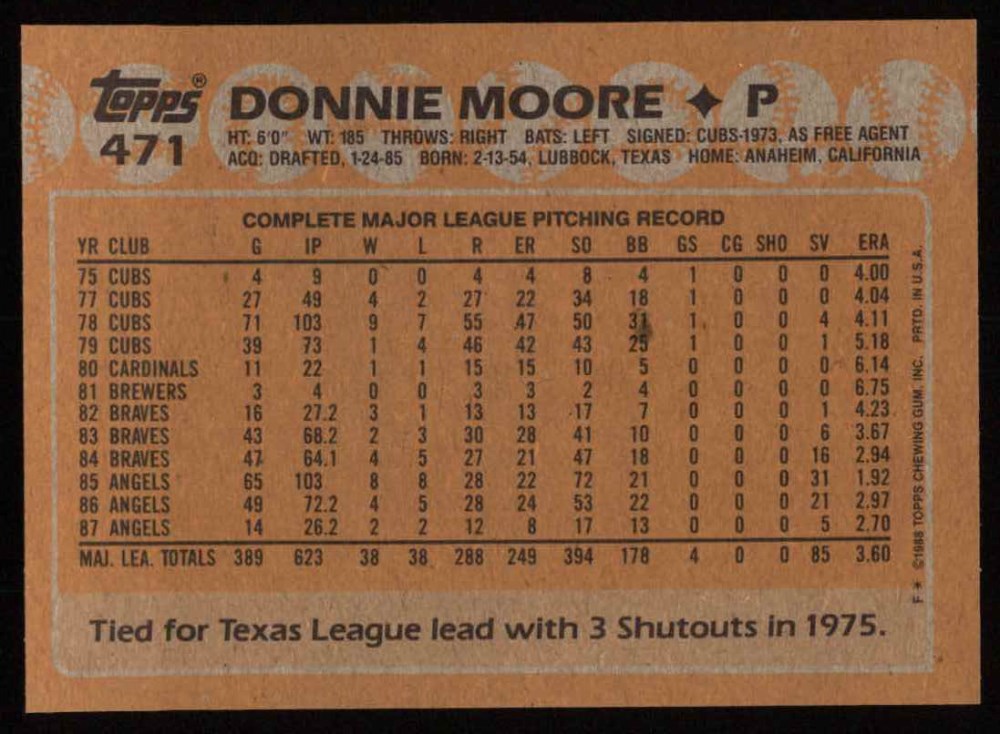 Topps®
471
DONNIE MOORE ✦ P
HT: 6'0" WT: 185 THROWS: RIGHT BATS: LEFT SIGNED: CUBS-1973, AS FREE AGENT
ACQ: DRAFTED, 1-24-85 BORN: 2-13-54, LUBBOCK, TEXAS HOME: ANAHEIM, CALIFORNIA
COMPLETE MAJOR LEAGUE PITCHING RECORD
YR CLUB G IP W L R ER SO BB GS CG SHO SV ERA
75 CUBS 4 9 0 0 4 4 8 4 1 0 0 0 4.00
77 CUBS 27 49 4 2 27 22 34 18 1 0 0 0 4.04
78 CUBS 71 103 9 7 55 47 50 31 1 0 0 4 4.11
79 CUBS 39 73 1 4 46 42 43 25 1 0 0 1 5.18
80 CARDINALS 11 22 1 1 15 15 10 5 0 0 0 0 6.14
81 BREWERS 3 4 0 0 3 3 2 4 0 0 0 0 6.75
82 BRAVES 16 27.2 3 1 13 13 17 7 0 0 0 1 4.23
83 BRAVES 43 68.2 2 3 30 28 41 10 0 0 0 6 3.67
84 BRAVES 47 64.1 4 5 27 21 47 18 0 0 0 16 2.94
85 ANGELS 65 103 8 8 28 22 72 21 0 0 0 31 1.92
86 ANGELS 49 72.2 4 5 28 24 53 22 0 0 0 21 2.97
87 ANGELS 14 26.2 2 2 12 8 17 13 0 0 0 5 2.70
MAJ. LEA. TOTALS 389 623 38 38 288 249 394 178 4 0 0 85 3.60
Tied for Texas League lead with 3 Shutouts in 1975.
F* ©1988 TOPPS CHEWING GUM, INC. PRTD. IN U.S.A.